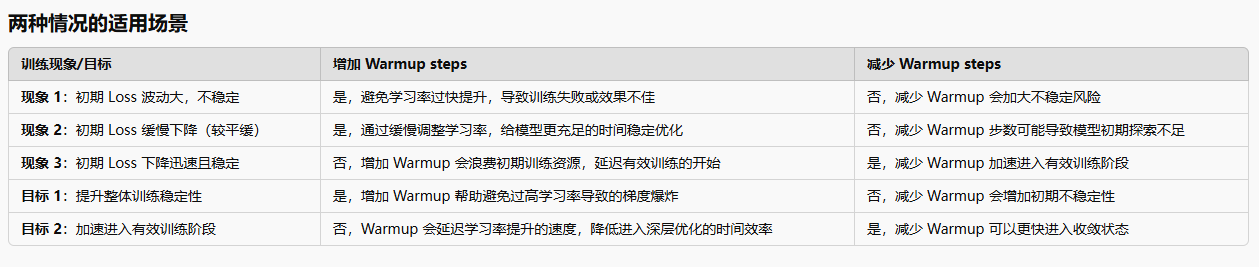 两种情况的适用场景
训练现象/目标 增加 Warmup steps 减少 Warmup steps
现象 1：初期 Loss 波动大，不稳定 是，避免学习率过快提升，导致训练失败或效果不佳 否，减少 Warmup 会加大不稳定风险
现象 2：初期 Loss 缓慢下降（较平缓） 是，通过缓慢调整学习率，给模型更充足的时间稳定优化 否，减少 Warmup 步数可能导致模型初期探索不足
现象 3：初期 Loss 下降迅速且稳定 否，增加 Warmup 会浪费初期训练资源，延迟有效训练的开始 是，减少 Warmup 加速进入有效训练阶段
目标 1：提升整体训练稳定性 是，增加 Warmup 帮助避免过高学习率导致的梯度爆炸 否，减少 Warmup 会增加初期不稳定性
目标 2：加速进入有效训练阶段 否，Warmup 会延迟学习率提升的速度，降低进入深层优化的时间效率 是，减少 Warmup 可以更快进入收敛状态